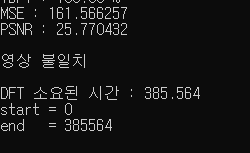 MSE : 161.566257
PSNR : 25.770432
영상 불일치
DFT 소요된 시간 : 385.564
start = 0
end = 385564